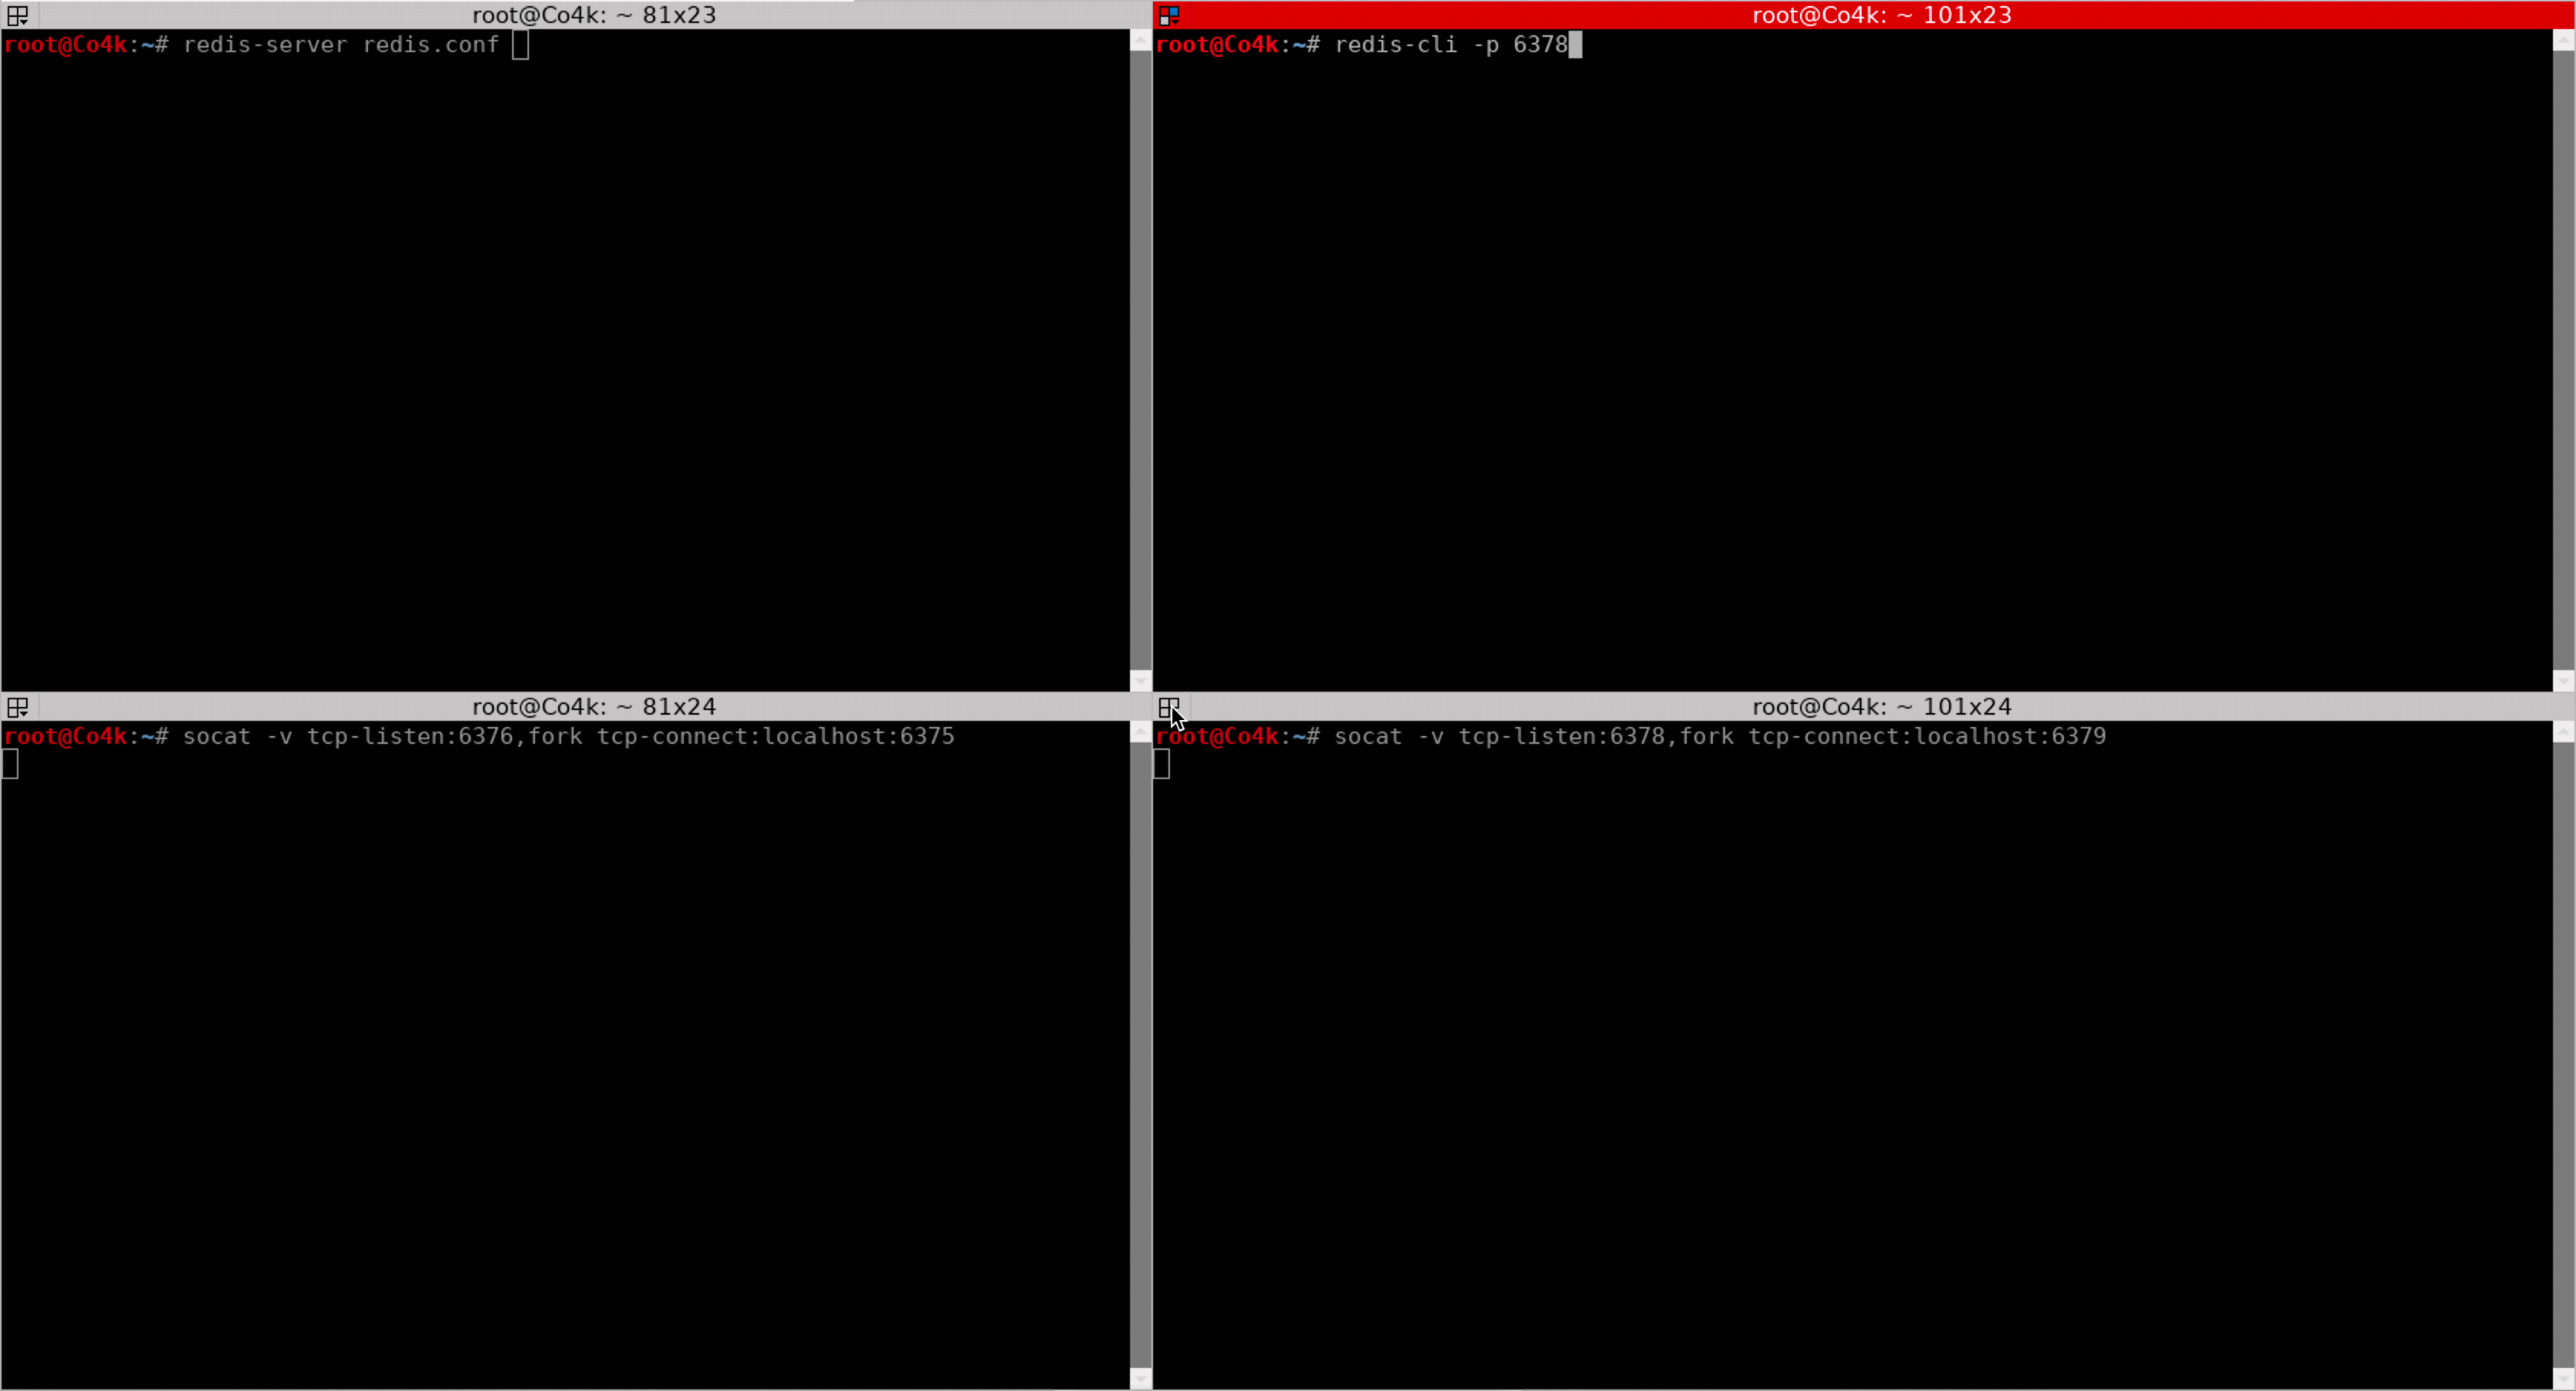 root@Co4k: ~ 81x23
root@Co4k:~# redis-server redis.conf
root@Co4k: ~ 101x23
root@Co4k:~# redis-cli -p 6378
root@Co4k: ~ 81x24
root@Co4k:~# socat -v tcp-listen:6376,fork tcp-connect:localhost:6375
root@Co4k: ~ 101x24
root@Co4k:~# socat -v tcp-listen:6378,fork tcp-connect:localhost:6379